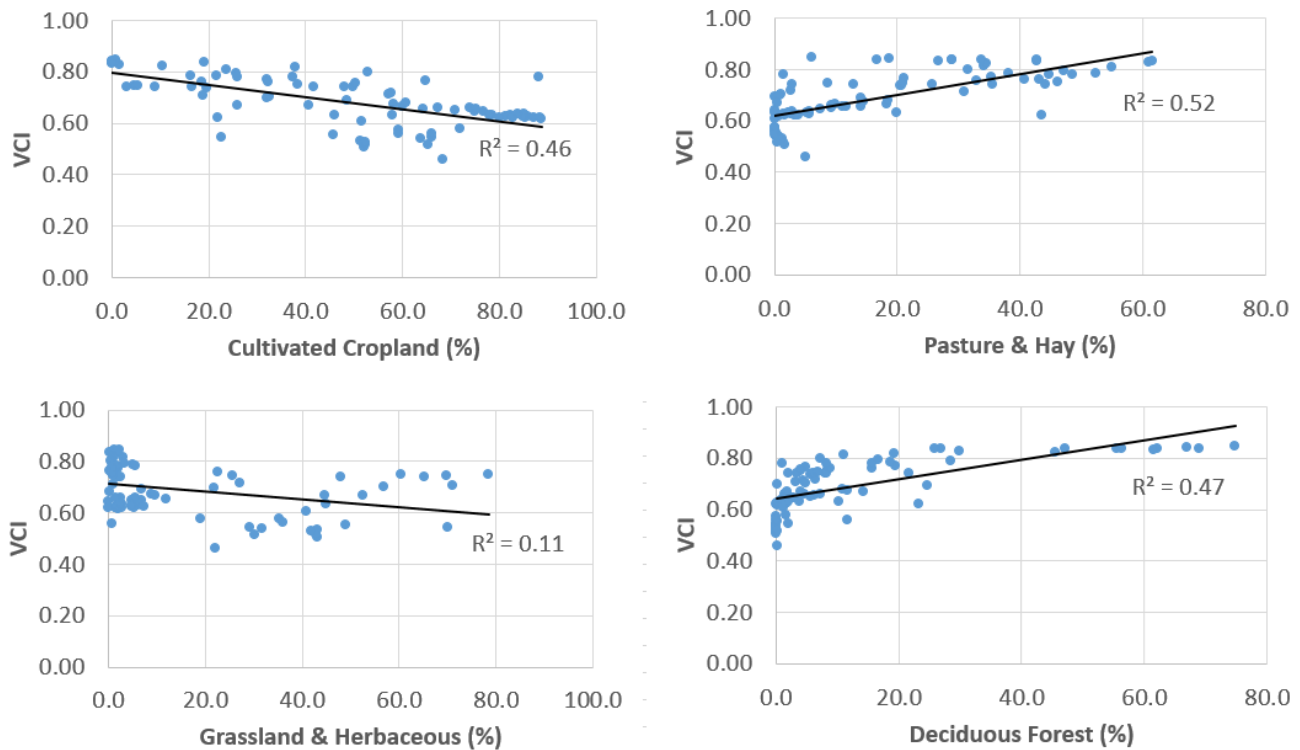 1.00
0.80
0.60
0.40
0.20
0.00
VCI
R² = 0.46
0.0 20.0 40.0 60.0 80.0 100.0
Cultivated Cropland (%)
1.00
0.80
0.60
0.40
0.20
0.00
VCI
R² = 0.52
0.0 20.0 40.0 60.0 80.0
Pasture & Hay (%)
1.00
0.80
0.60
0.40
0.20
0.00
VCI
R² = 0.11
0.0 20.0 40.0 60.0 80.0 100.0
Grassland & Herbaceous (%)
1.00
0.80
0.60
0.40
0.20
0.00
VCI
R² = 0.47
0.0 20.0 40.0 60.0 80.0
Deciduous Forest (%)